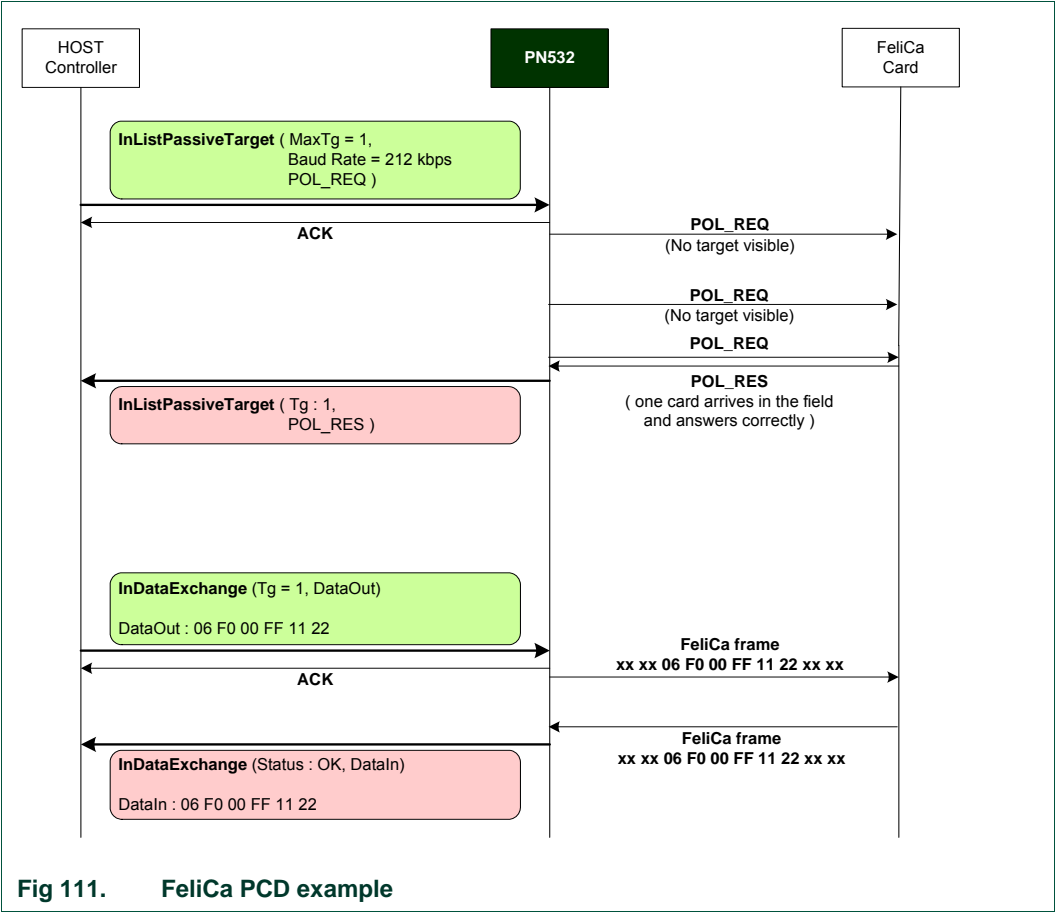 HOST
Controller
PN532
FeliCa
Card
InListPassiveTarget ( MaxTg = 1,
Baud Rate = 212 kbps
POL_REQ )
ACK
POL_REQ
(No target visible)
POL_REQ
(No target visible)
POL_REQ
POL_RES
( one card arrives in the field
and answers correctly )
InListPassiveTarget ( Tg : 1,
POL_RES )
InDataExchange (Tg = 1, DataOut)
DataOut : 06 F0 00 FF 11 22
ACK
FeliCa frame
xx xx 06 F0 00 FF 11 22 xx xx
FeliCa frame
xx xx 06 F0 00 FF 11 22 xx xx
InDataExchange (Status : OK, DataIn)
DataIn : 06 F0 00 FF 11 22
Fig 111. FeliCa PCD example